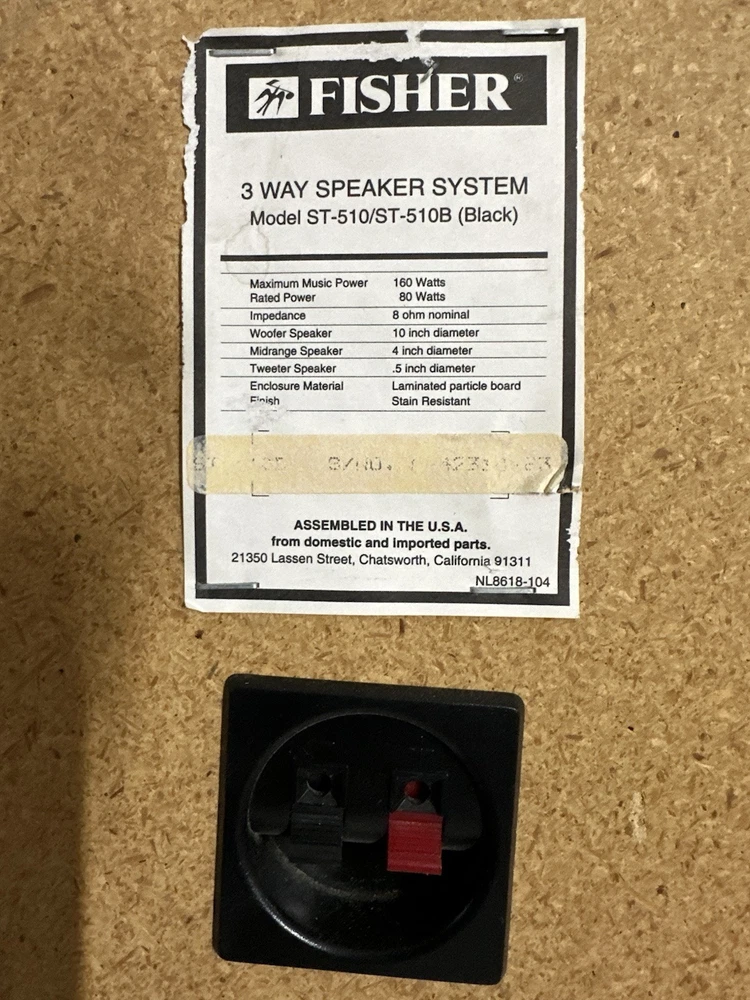 FISHER®
3 WAY SPEAKER SYSTEM
Model ST-510/ST-510B (Black)
Maximum Music Power 160 Watts
Rated Power 80 Watts
Impedance 8 ohm nominal
Woofer Speaker 10 inch diameter
Midrange Speaker 4 inch diameter
Tweeter Speaker .5 inch diameter
Enclosure Material Laminated particle board
Finish Stain Resistant
S/NO.
ASSEMBLED IN THE U.S.A.
from domestic and imported parts.
21350 Lassen Street, Chatsworth, California 91311
NL8618-104